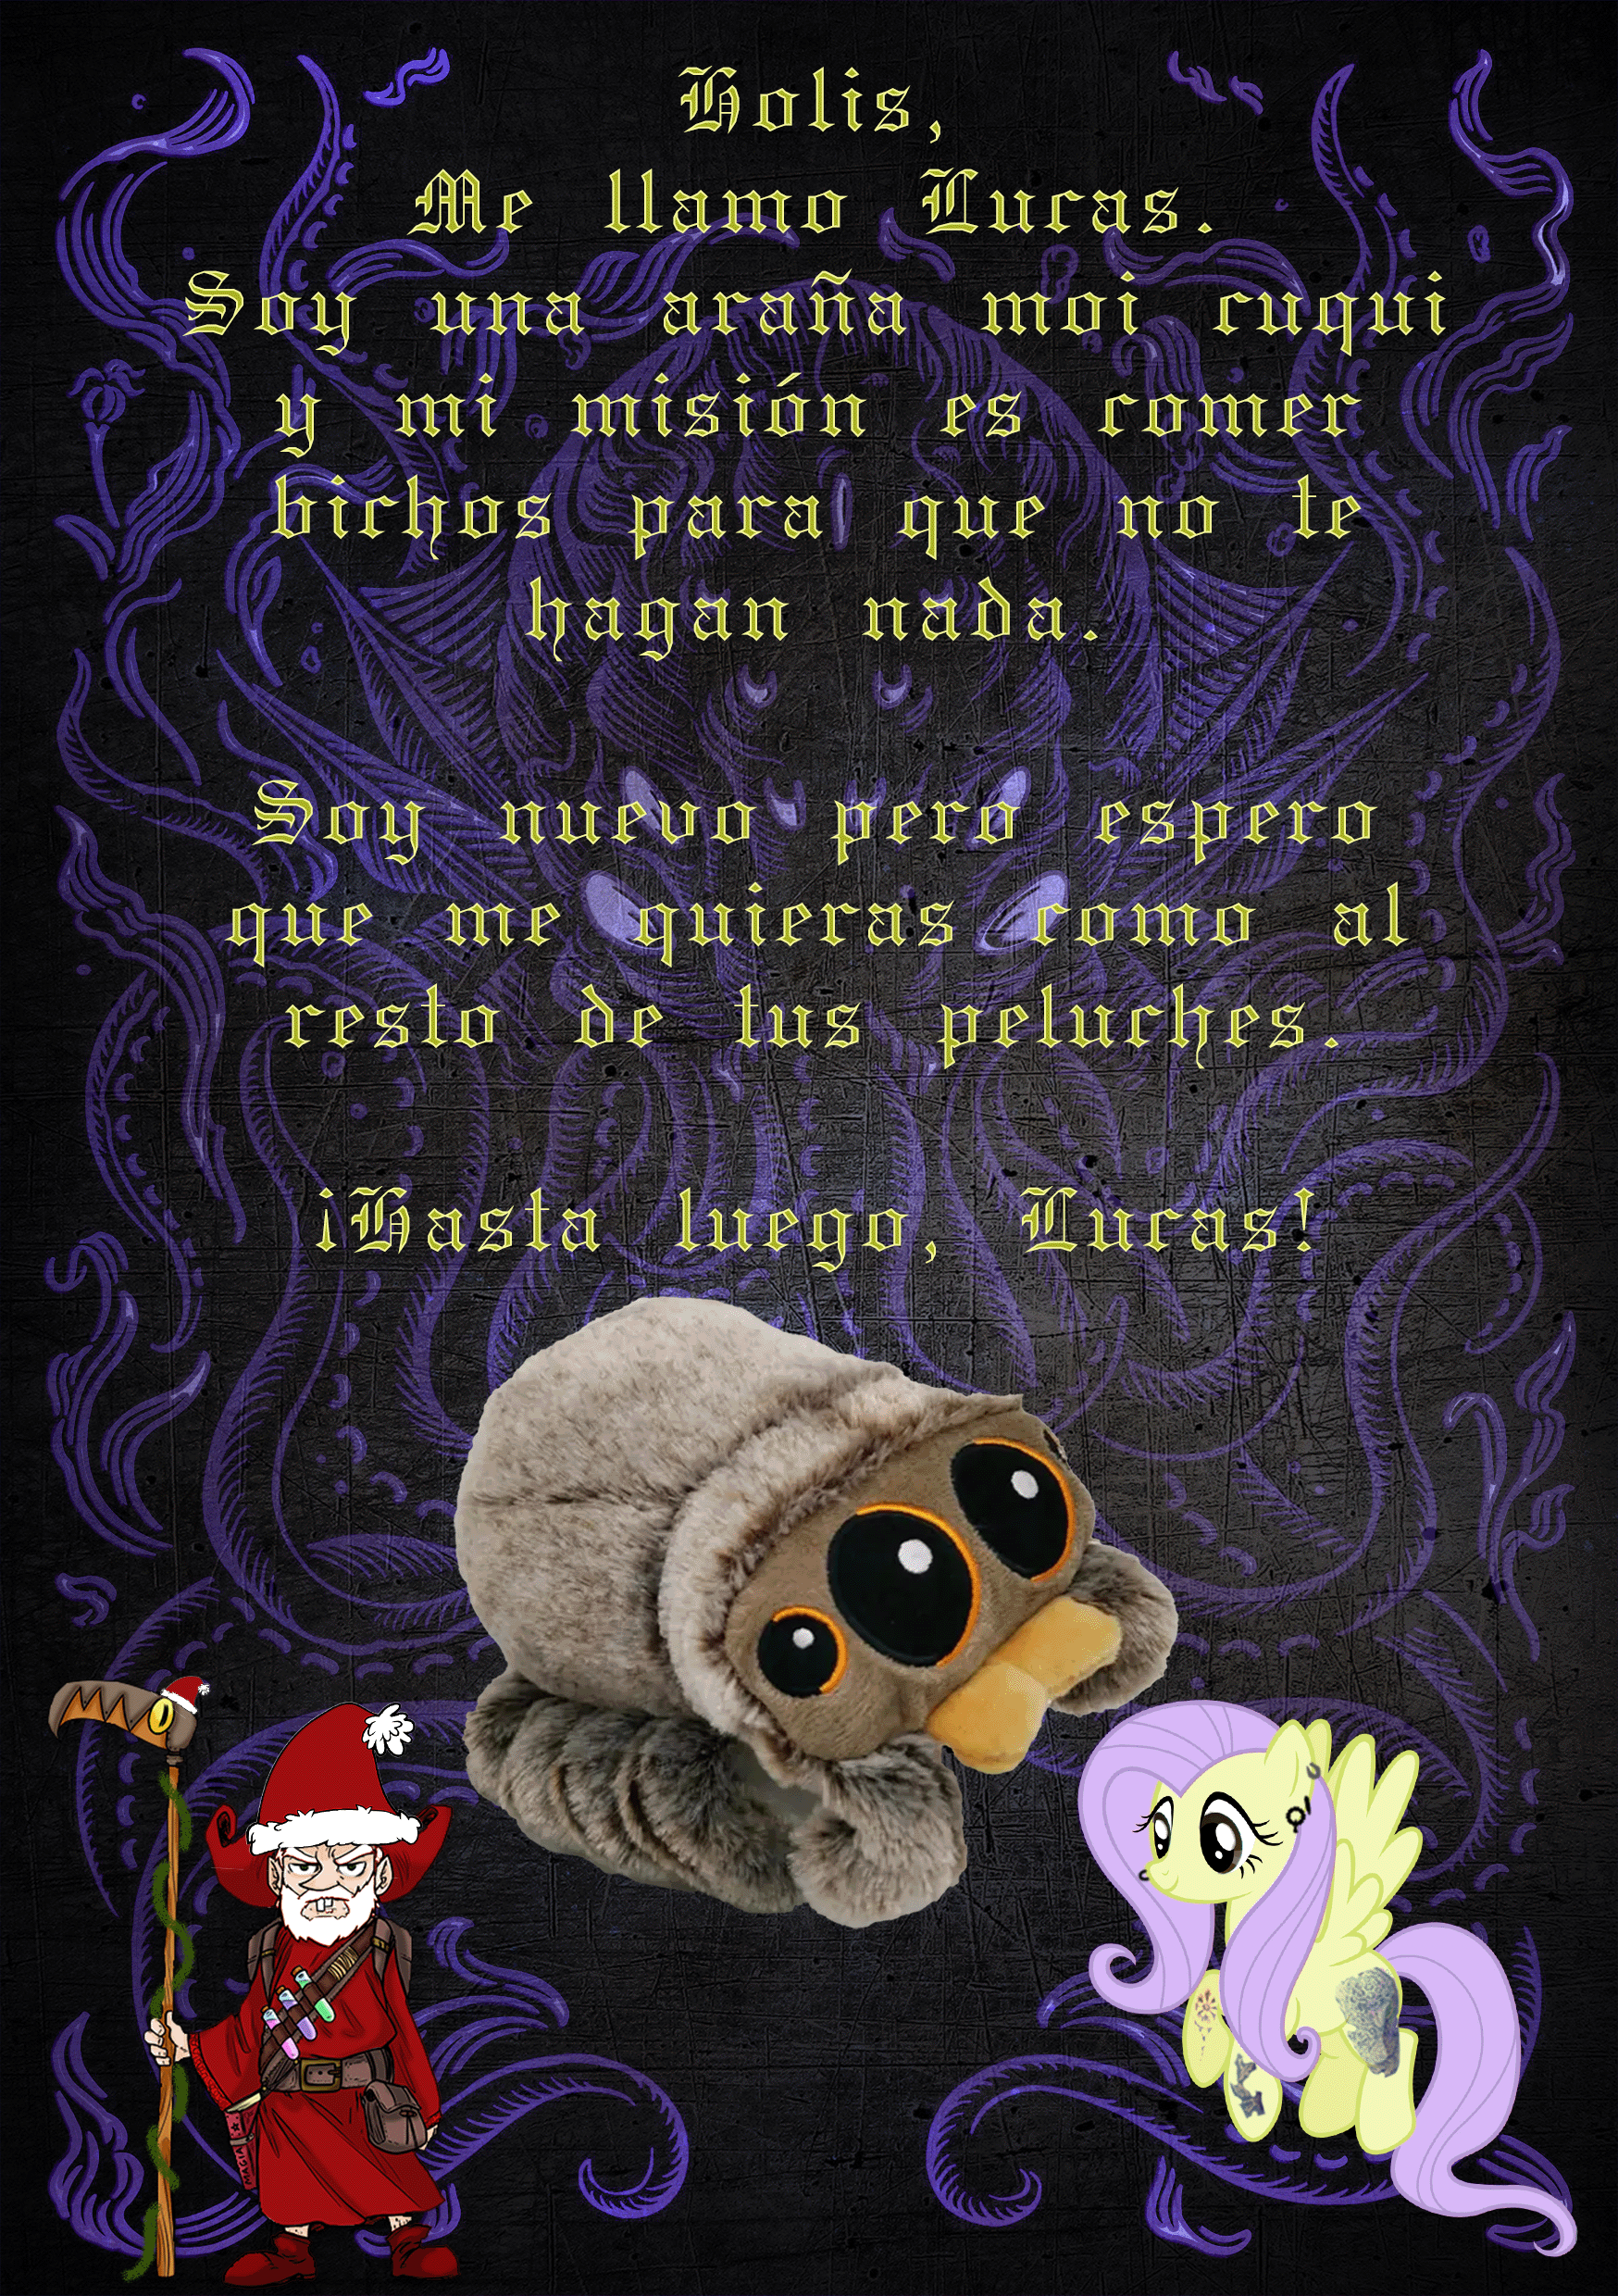 Holis,
Me llamo Lucas.
Soy una araña moi cuqui
y mi misión es comer
bichos para que no te
hagan nada.
Soy nuevo pero espero
que me quieras como al
resto de tus peluches.
¡Hasta luego, Lucas!
MAGIA